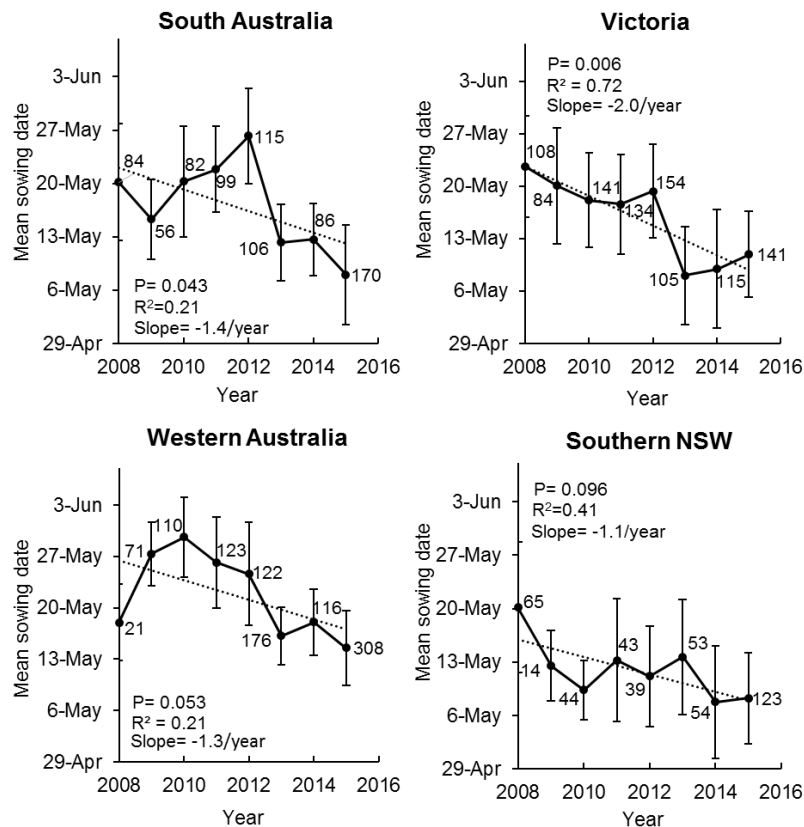 South Australia
Mean sowing date
3-Jun
27-May
20-May
13-May
6-May
29-Apr
84
56
82
99
115
106
86
170
P= 0.043
R²=0.21
Slope= -1.4/year
2008 2010 2012 2014 2016
Year
Victoria
Mean sowing date
3-Jun
27-May
20-May
13-May
6-May
29-Apr
P= 0.006
R² = 0.72
Slope= -2.0/year
108
84
141
134
154
105
115
141
2008 2010 2012 2014 2016
Year
Western Australia
Mean sowing date
3-Jun
27-May
20-May
13-May
6-May
29-Apr
21
71
110
123
122
176
116
308
P= 0.053
R² = 0.21
Slope= -1.3/year
2008 2010 2012 2014 2016
Year
Southern NSW
Mean sowing date
3-Jun
27-May
20-May
13-May
6-May
29-Apr
P= 0.096
R²=0.41
Slope= -1.1/year
65
14
44
43
39
53
54
123
2008 2010 2012 2014 2016
Year